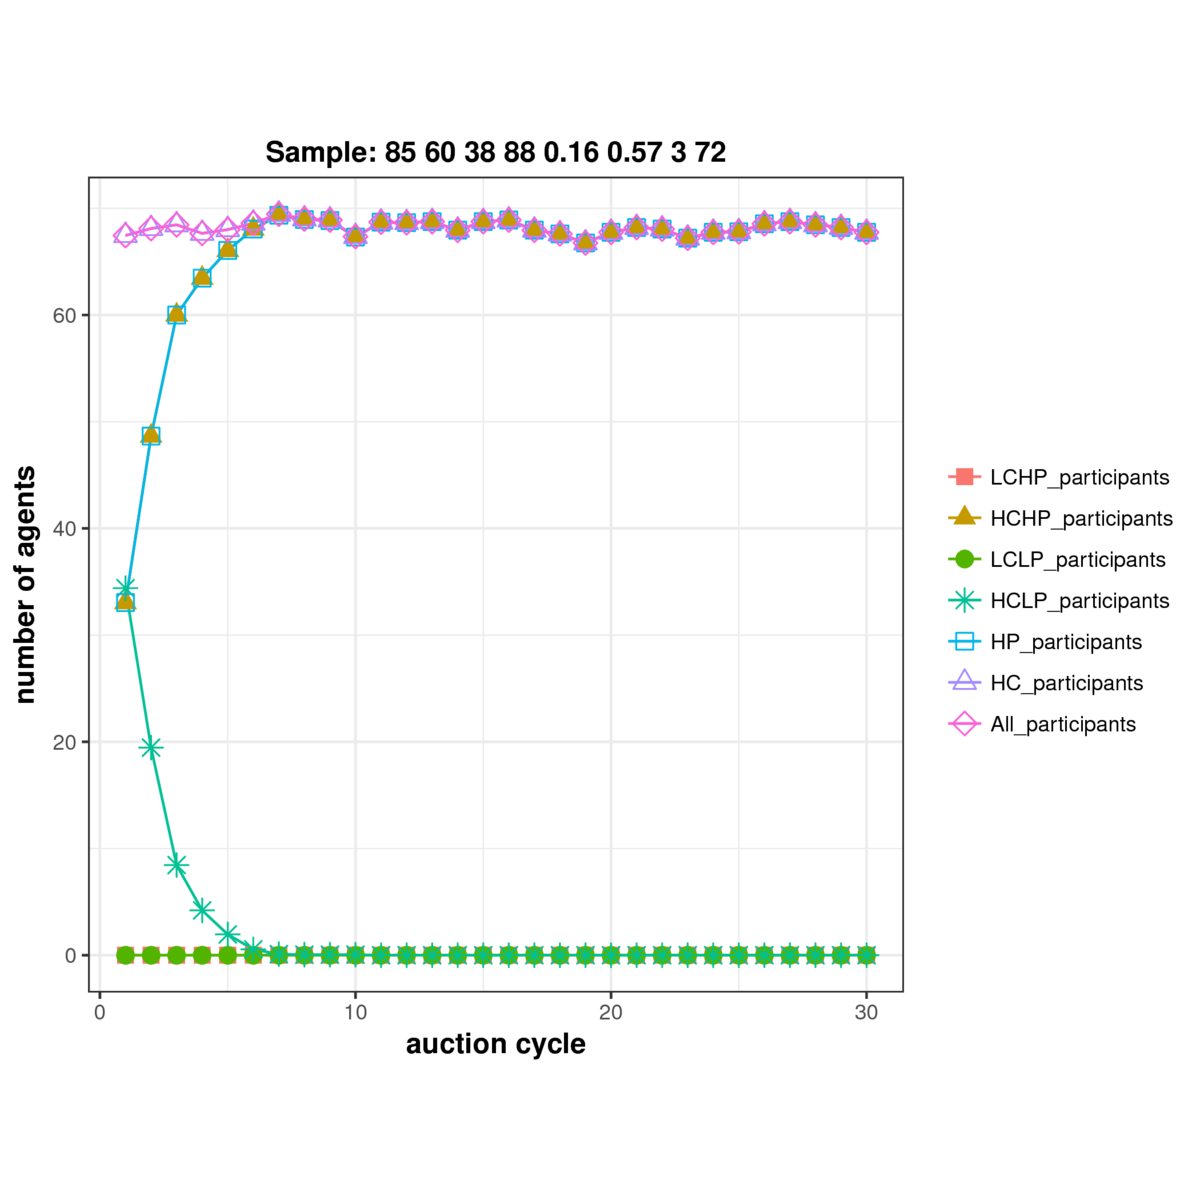 Sample: 85 60 38 88 0.16 0.57 3 72
number of agents
60
40
20
0
0 10 20 30
auction cycle
LCHP_participants
HCHP_participants
LCLP_participants
HCLP_participants
HP_participants
HC_participants
All_participants